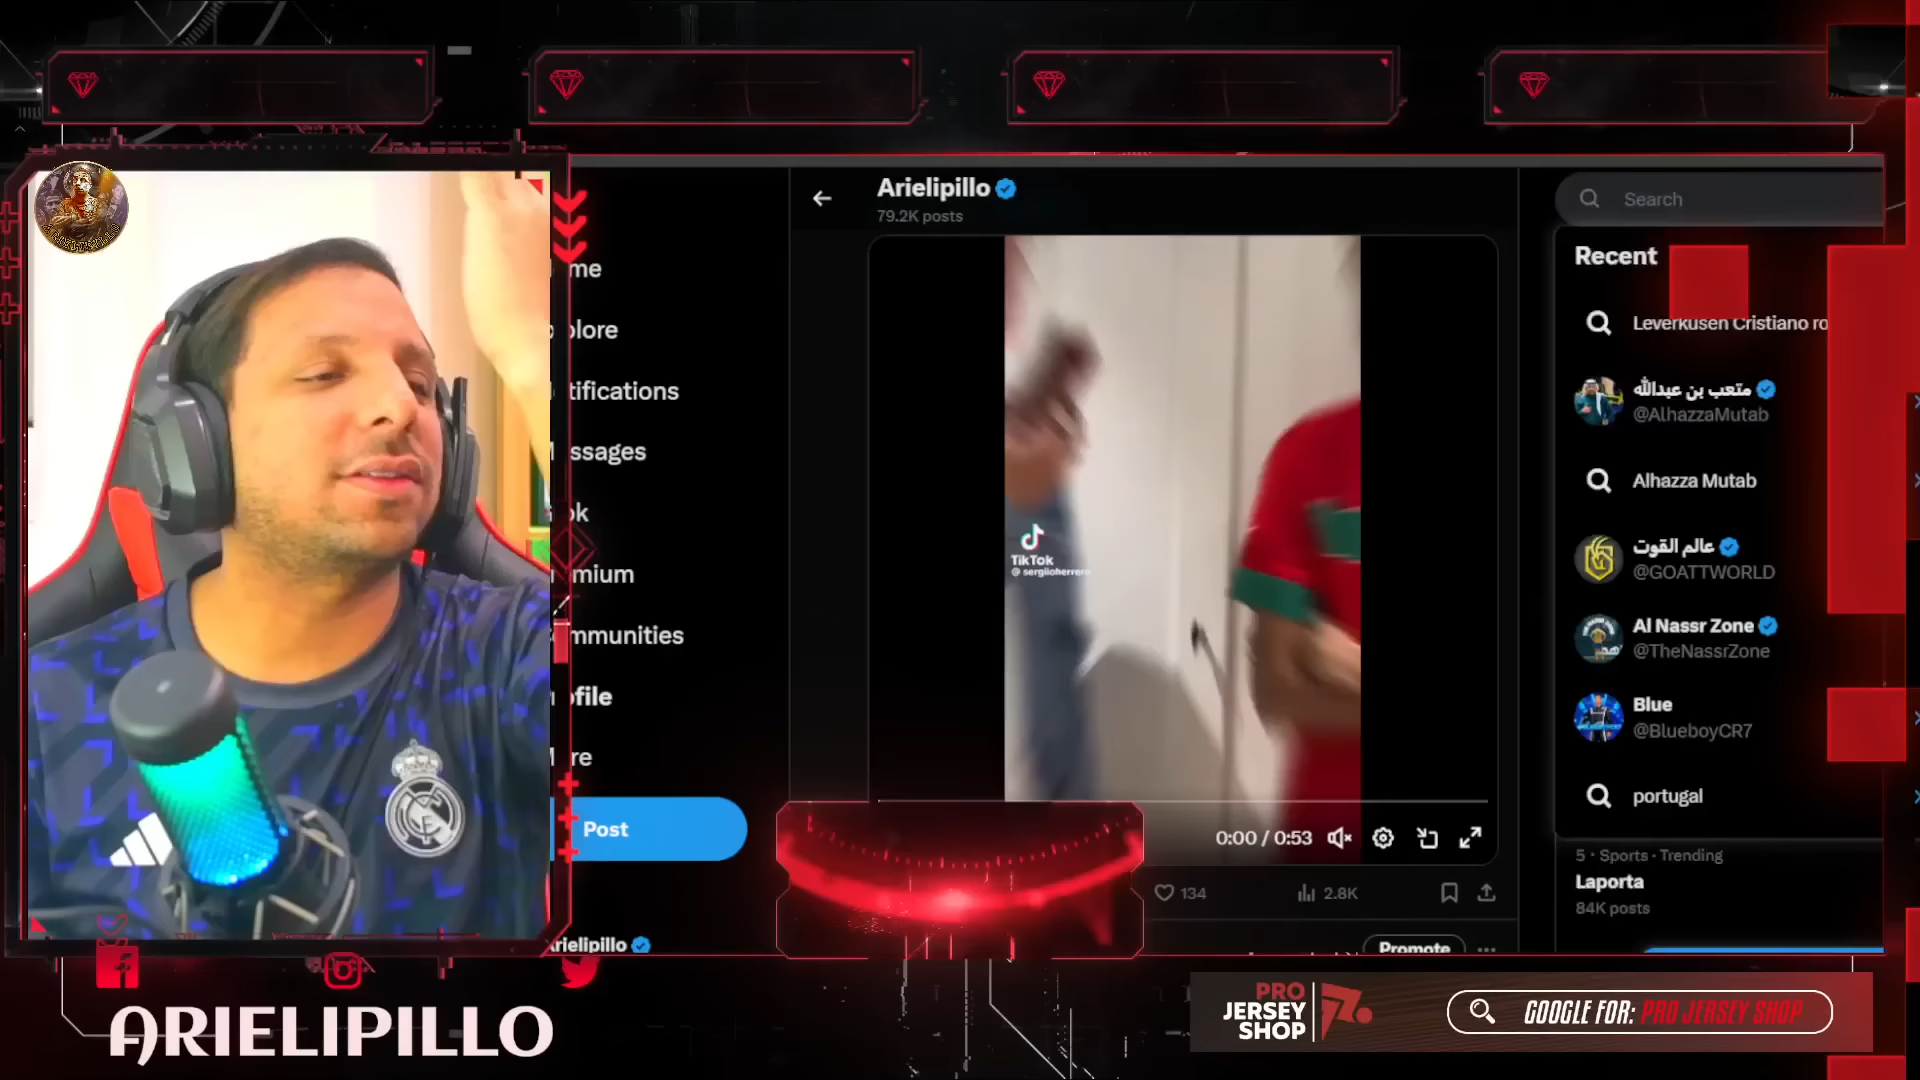 Arielipillo
79.2K posts
me
plore
tifications
ssages
ok
mium
mmunities
ofile
re
Post
rielipillo
TikTok
@ sergiioherrero
0:00 / 0:53
134
2.8K
Promote
Search
Recent
Leverkusen Cristiano ro
متعب بن عبدالله
@AlhazzaMutab
Alhazza Mutab
عالم القوت
@GOATTWORLD
Al Nassr Zone
@TheNassrZone
Blue
@BlueboyCR7
portugal
5 · Sports · Trending
Laporta
84K posts
ARIELIPILLO
PRO
JERSEY
SHOP
GOOGLE FOR: PRO JERSEY SHOP